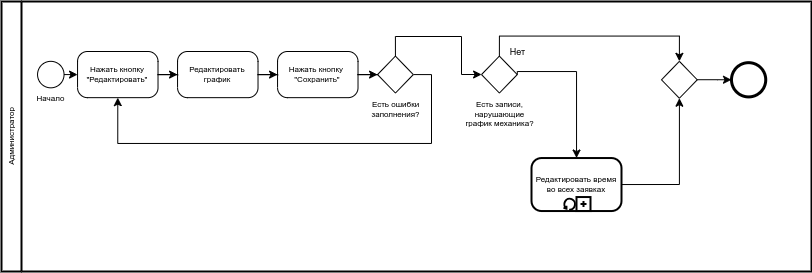 Администратор
Начало
Нажать кнопку
"Редактировать"
Редактировать
график
Нажать кнопку
"Сохранить"
Есть ошибки
заполнения?
Нет
Есть записи,
нарушающие
график механика?
Редактировать время
во всех заявках